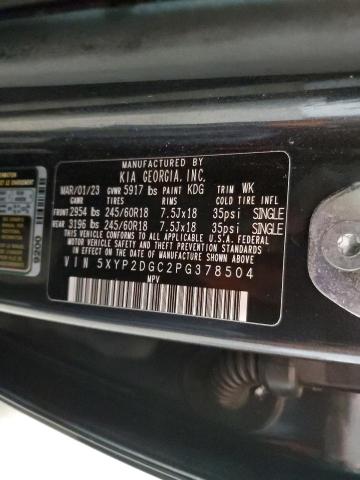 MANUFACTURED BY
KIA GEORGIA, INC.
MAR/01/23 GVWR 5917 lbs PAINT KDG TRIM WK
GAWR TIRES RIMS COLD TIRE INFL
FRONT 2954 lbs 245/60R18 7.5Jx18 35psi SINGLE
REAR 3196 lbs 245/60R18 7.5Jx18 35psi SINGLE
THIS VEHICLE CONFORMS TO ALL APPLICABLE U.S.A. FEDERAL
MOTOR VEHICLE SAFETY STANDARDS IN EFFECT ON THE DATE OF
MANUFACTURE SHOWN ABOVE.
VIN 5XYP2DGC2PG378504
MPV
9200